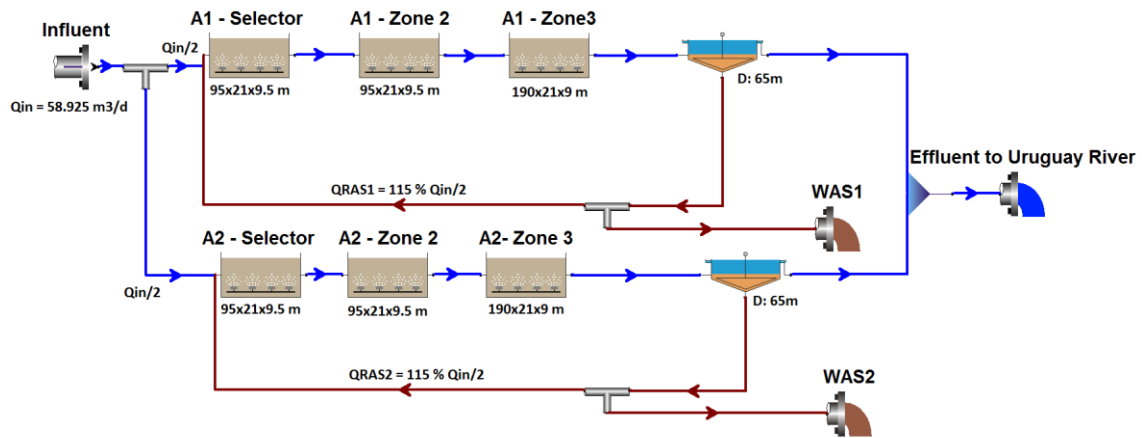 Influent
Qin = 58.925 m3/d
Qin/2
A1 - Selector
A1 - Zone 2
A1 - Zone3
95x21x9.5 m
95x21x9.5 m
190x21x9 m
D: 65m
QRAS1 = 115 % Qin/2
WAS1
Effluent to Uruguay River
Qin/2
A2 - Selector
A2 - Zone 2
A2- Zone 3
95x21x9.5 m
95x21x9.5 m
190x21x9 m
D: 65m
QRAS2 = 115 % Qin/2
WAS2